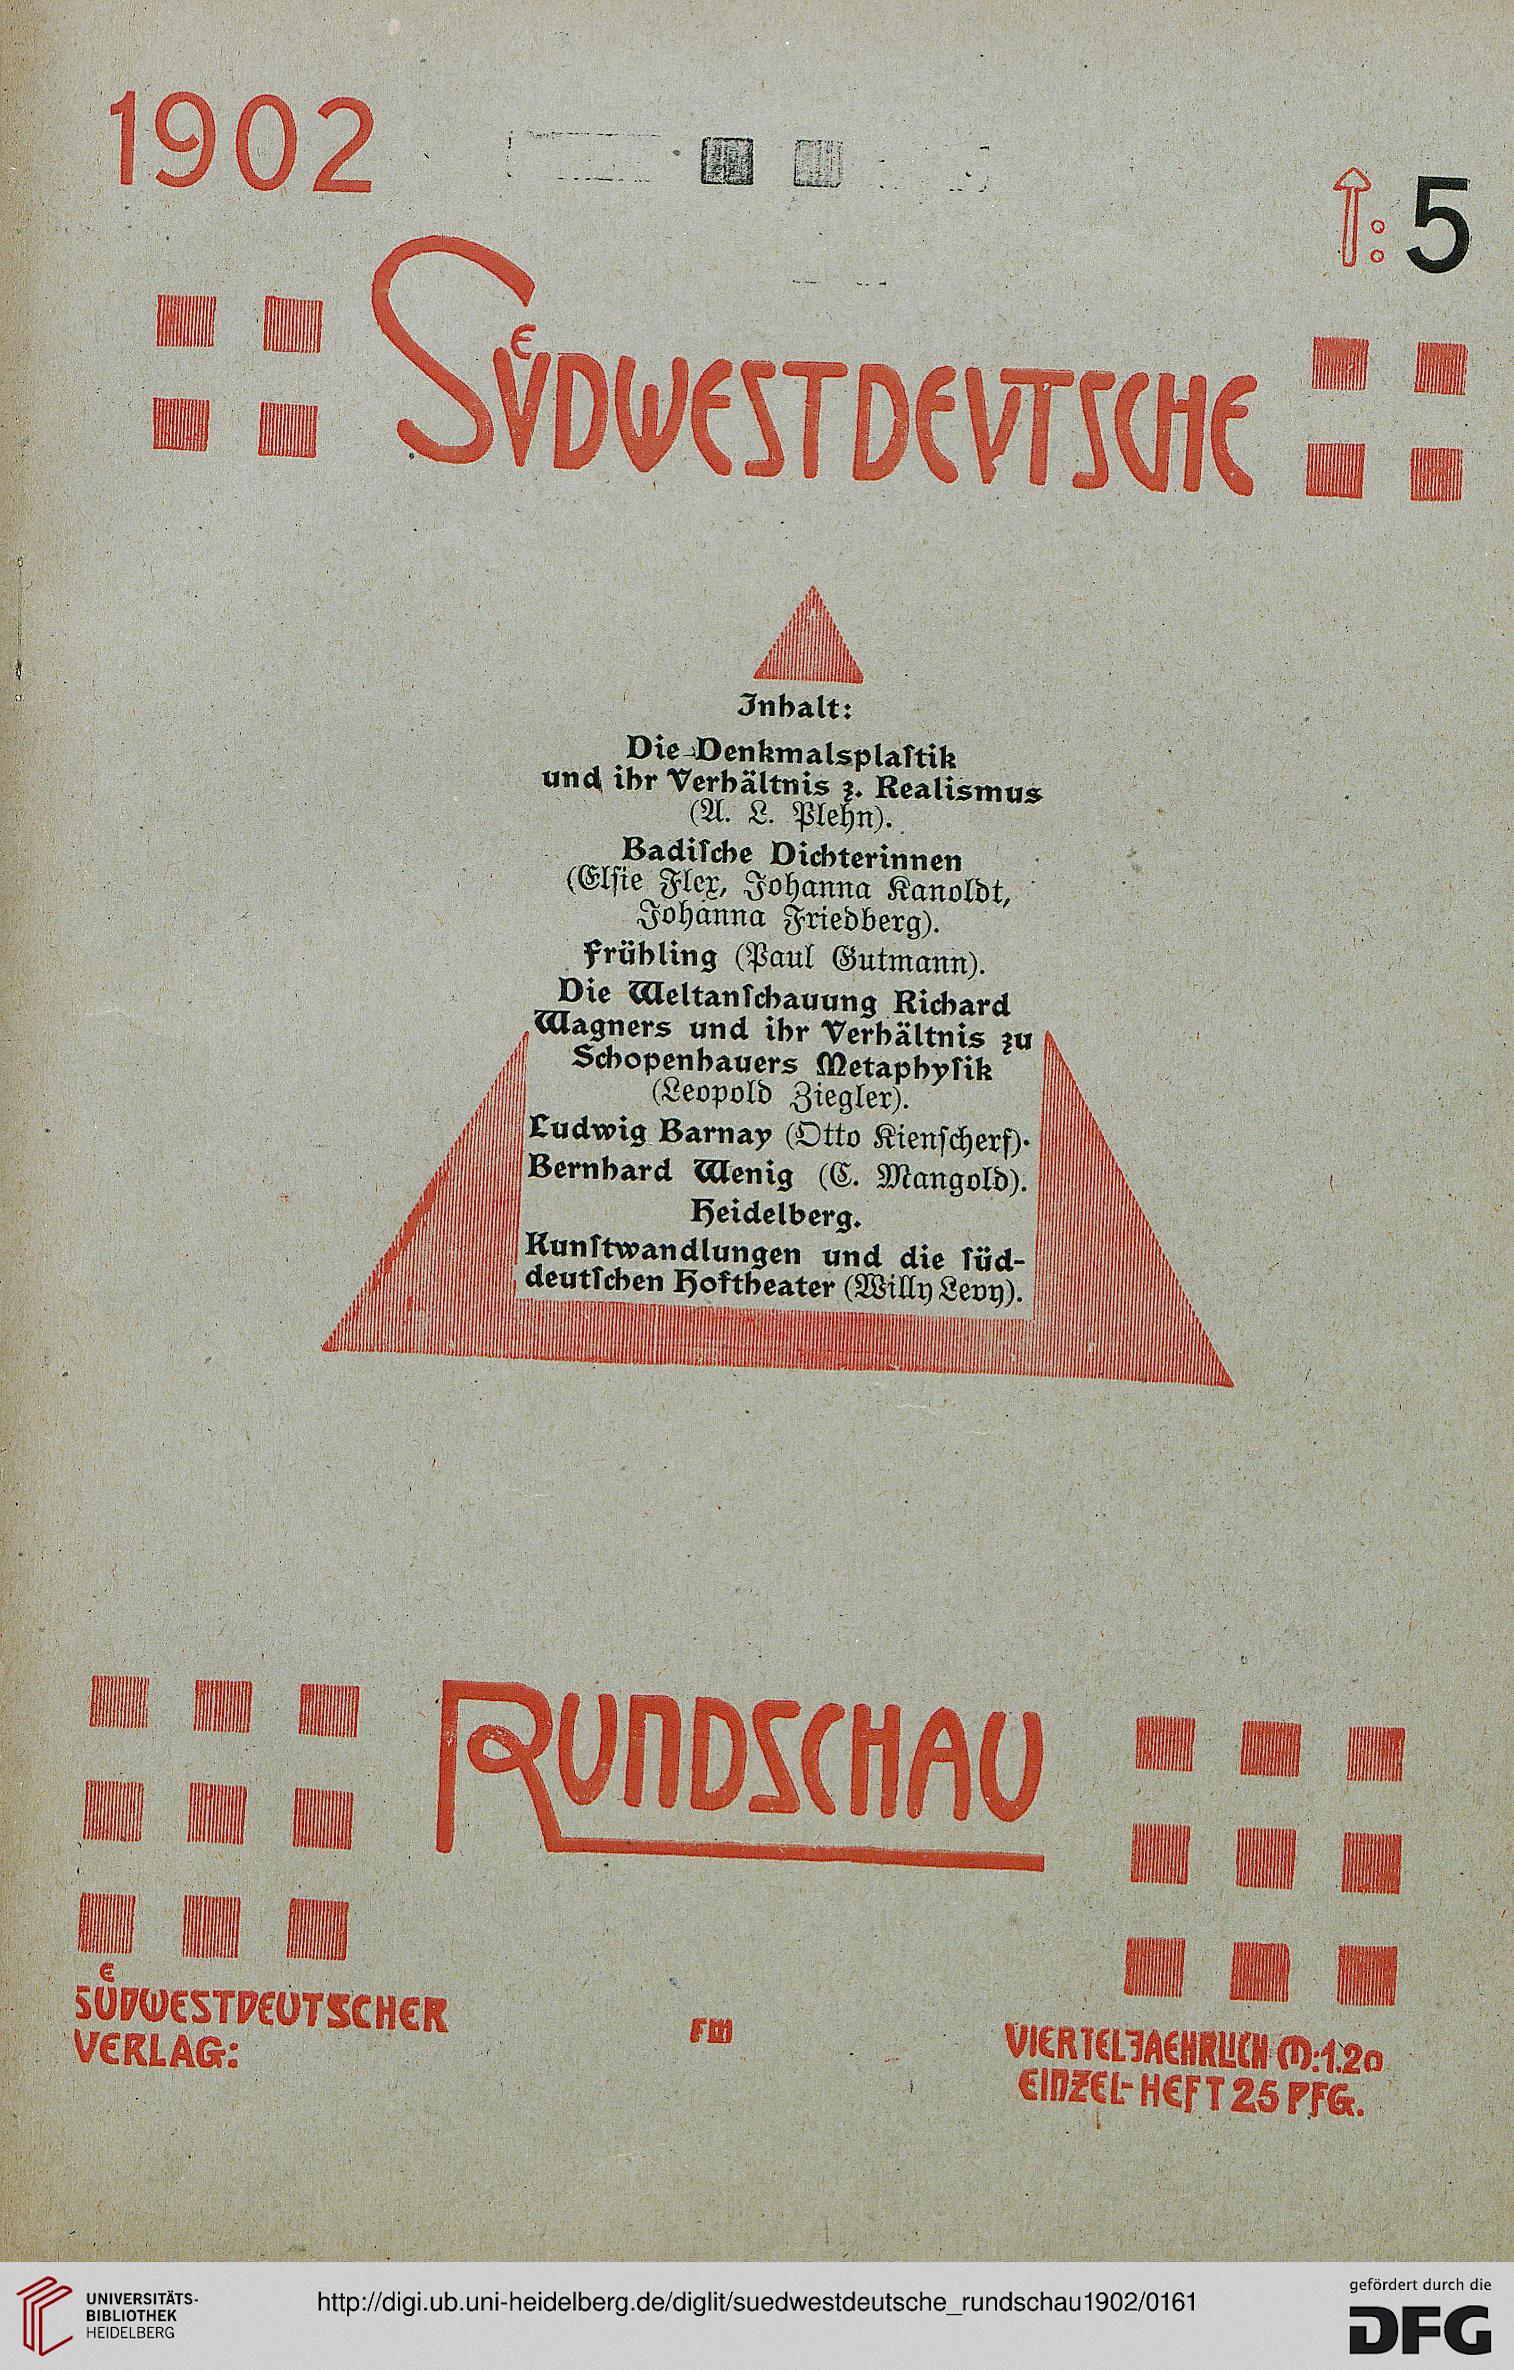 1902
: 5
SUEDWESTDEUTSCHE
Inhalt:
Die Denkmalsplaſtik
und ihr Verhältnis z. Realismus
(A. L. Plehn).
Badiſche Dichterinnen
(Elſie Flex, Johanna Kanoldt,
Johanna Friedberg).
Frühling (Paul Gutmann).
Die Weltanſchauung Richard
Wagners und ihr Verhältnis zu
Schopenhauers Metaphyſik
(Leopold Ziegler).
Ludwig Barnay (Otto Kienſcherf).
Bernhard Wenig (C. Mangold).
Heidelberg.
Kunſtwandlungen und die ſüd-
deutſchen Hoftheater (Willy Levy).
RUNDSCHAU
SUEDWESTDEUTSCHER
VERLAG:
VIERTELJAEHRLICH M:1.20
EINZEL-HEFT 25 PFG.
UNIVERSITÄTS-
BIBLIOTHEK
HEIDELBERG
http://digi.ub.uni-heidelberg.de/diglit/suedwestdeutsche_rundschau1902/0161
gefördert durch die
DFG